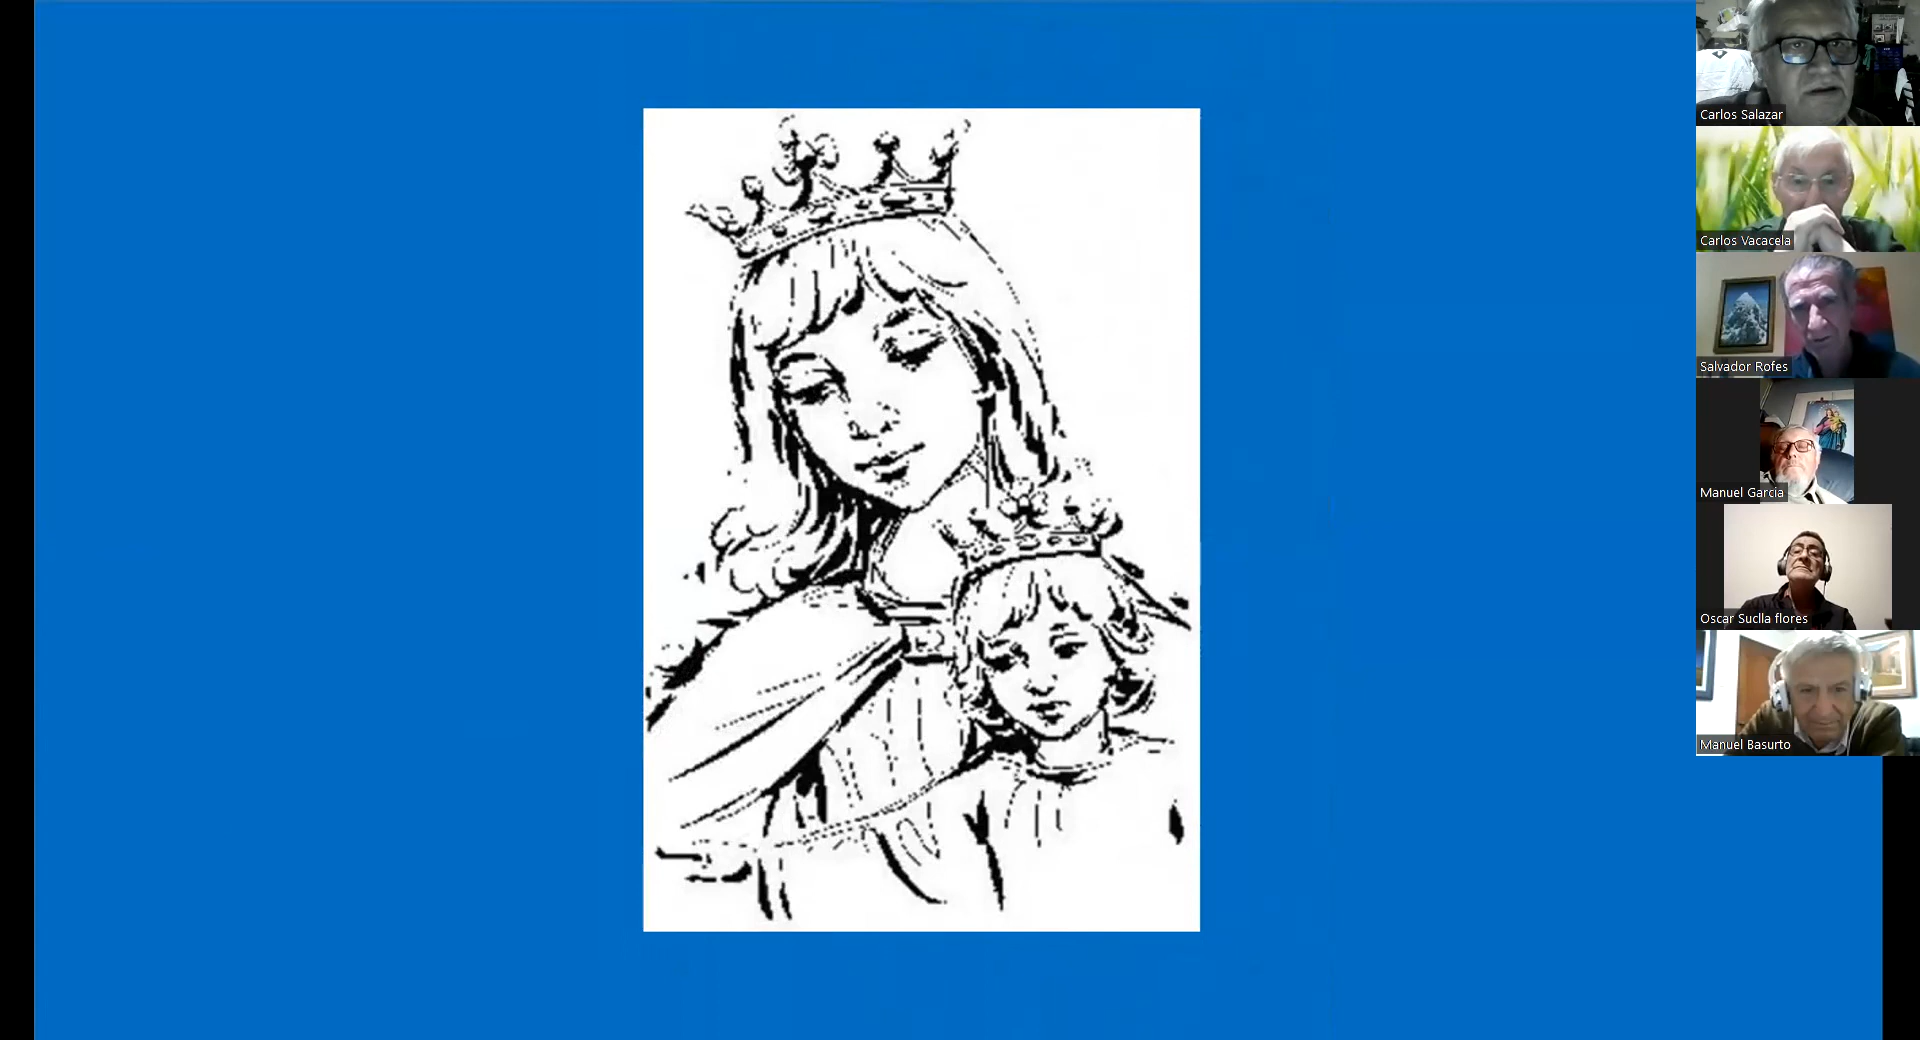 Carlos Salazar
Carlos Vacacela
Salvador Rofes
Manuel Garcia
Oscar Suclla flores
Manuel Basurto